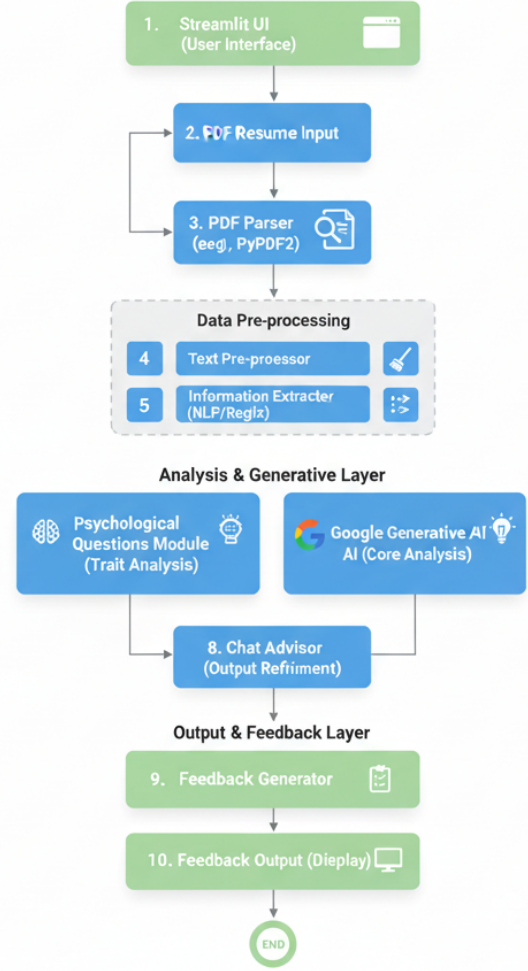 1. Streamlit UI
(User Interface)
2. PDF Resume Input
3. PDF Parser
(eeg), PyPDF2)
Data Pre-processing
4 Text Pre-proessor
5 Information Extracter
(NLP/Reglx)
Analysis & Generative Layer
Psychological
Questions Module
(Trait Analysis)
Google Generative AI
AI (Core Analysis)
8. Chat Advisor
(Output Refriment)
Output & Feedback Layer
9. Feedback Generator
10. Feedback Output (Dieplay)
END